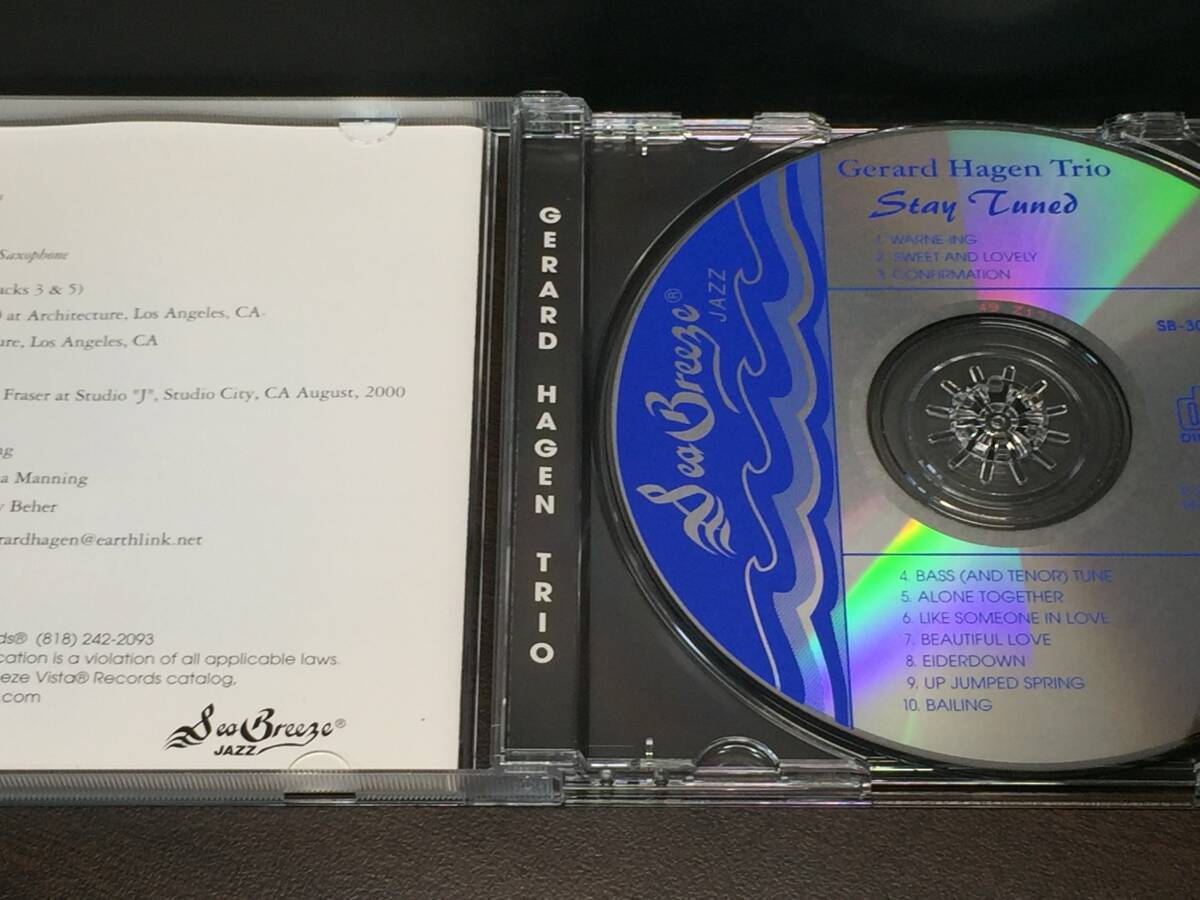 Saxophone
acks 3 & 5)
at Architecture, Los Angeles, CA
ure, Los Angeles, CA
Fraser at Studio "J", Studio City, CA August, 2000
ng
a Manning
y Beher
rardhagen@earthlink.net
ds® (818) 242-2093
cation is a violation of all applicable laws.
eeze Vista® Records catalog,
.com
Sea Breeze®
JAZZ
GERARD HAGEN TRIO
Sea Breeze®
JAZZ
Gerard Hagen Trio
Stay Tuned
1. WARNE-ING
2. SWEET AND LOVELY
3. CONFIRMATION
SB-30
4. BASS (AND TENOR) TUNE
5. ALONE TOGETHER
6. LIKE SOMEONE IN LOVE
7. BEAUTIFUL LOVE
8. EIDERDOWN
9. UP JUMPED SPRING
10. BAILING